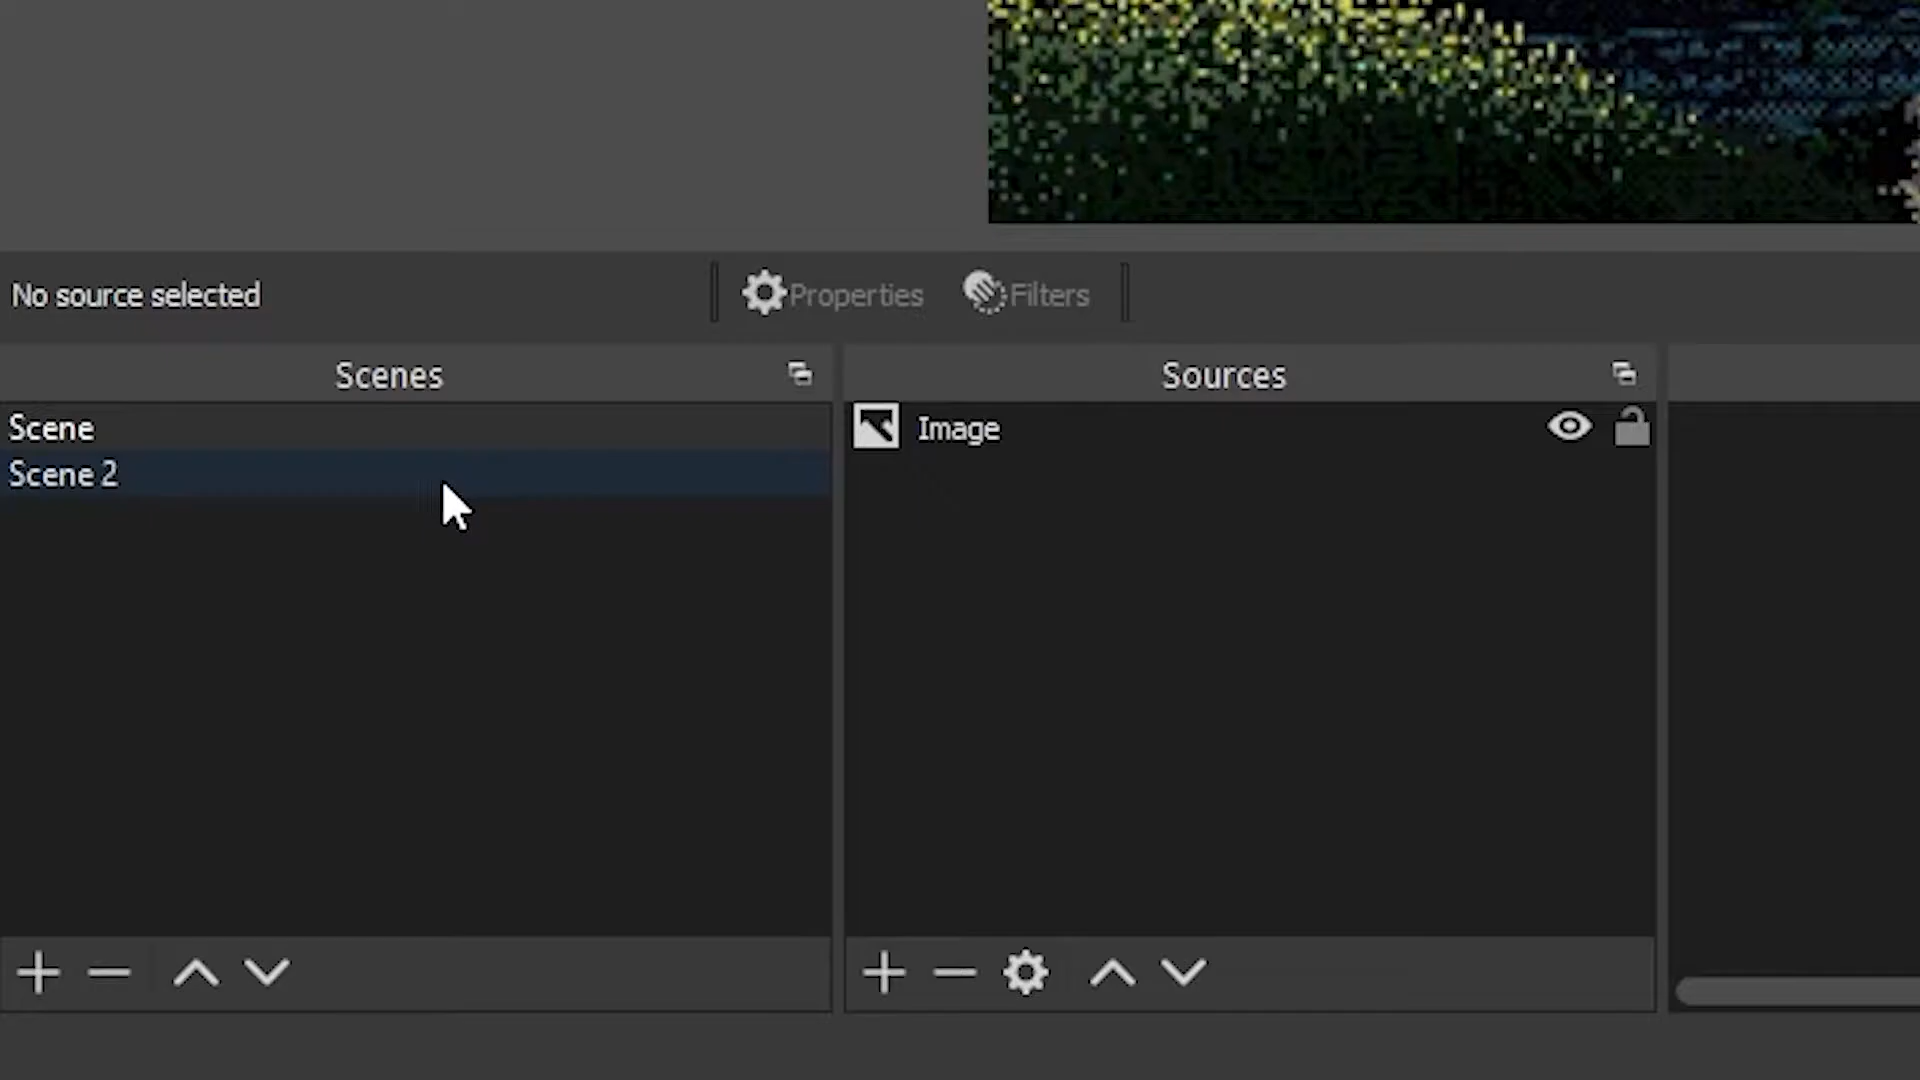 No source selected
Properties
Filters
Scenes
Sources
Scene
Scene 2
Image